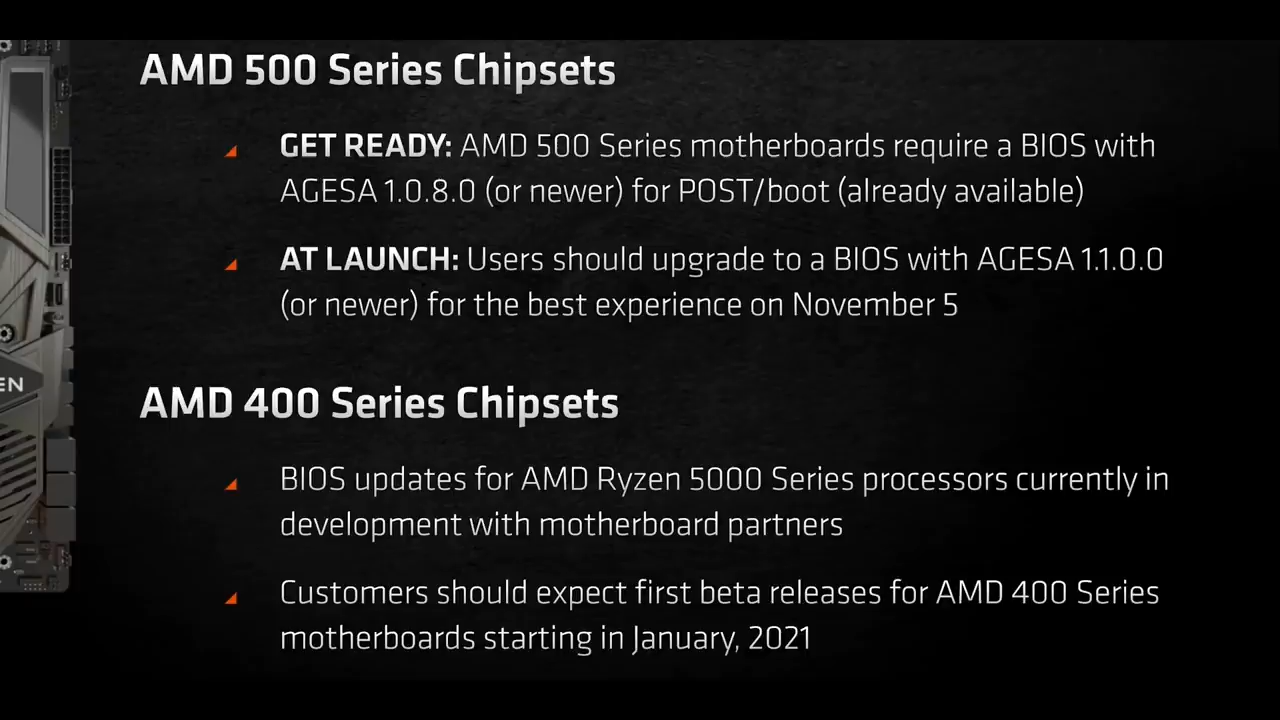 AMD 500 Series Chipsets
GET READY: AMD 500 Series motherboards require a BIOS with
AGESA 1.0.8.0 (or newer) for POST/boot (already available)
AT LAUNCH: Users should upgrade to a BIOS with AGESA 1.1.0.0
(or newer) for the best experience on November 5
EN
AMD 400 Series Chipsets
BIOS updates for AMD Ryzen 5000 Series processors currently in
development with motherboard partners
Customers should expect first beta releases for AMD 400 Series
motherboards starting in January, 2021